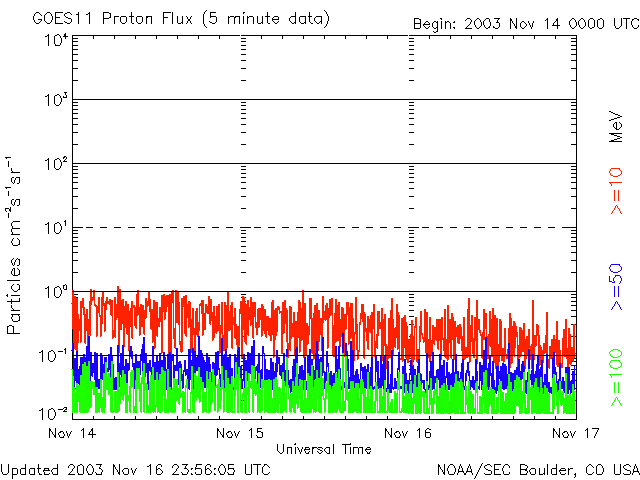 GOES11 Proton Flux (5 minute data)
Begin: 2003 Nov 14 0000 UTC
10⁴
10³
10²
10¹
10⁰
10⁻¹
10⁻²
Particles cm⁻²s⁻¹sr⁻¹
MeV
>=10
>=50
>=100
Nov 14
Nov 15
Nov 16
Nov 17
Universal Time
Updated 2003 Nov 16 23:56:05 UTC
NOAA/SEC Boulder, CO USA